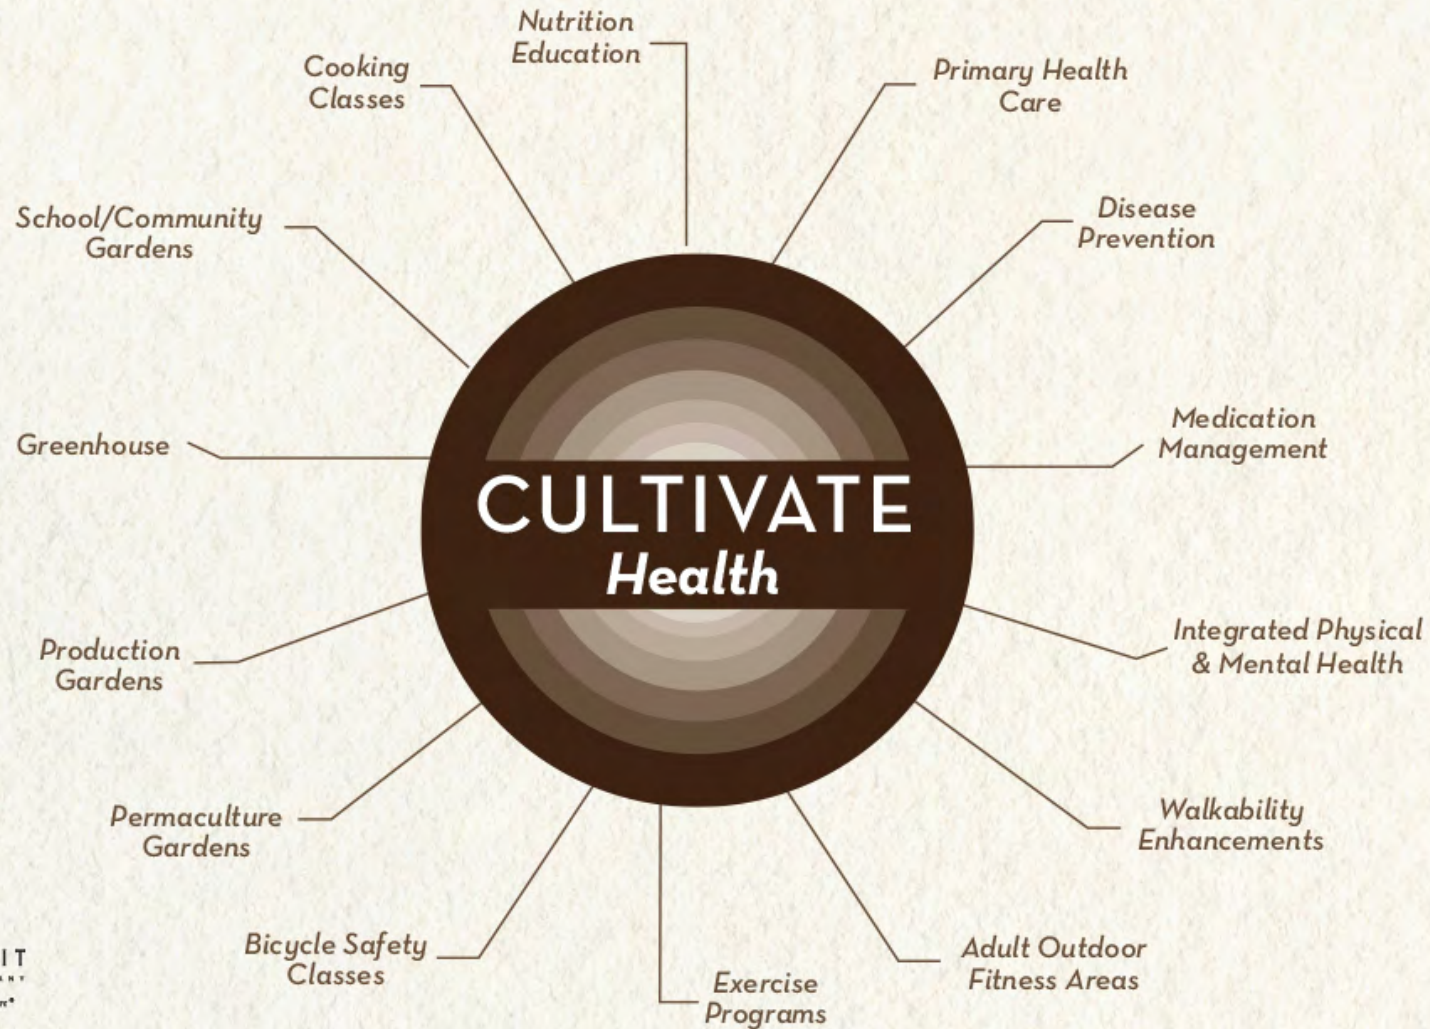 Nutrition
Education
Cooking
Classes
Primary Health
Care
School/Community
Gardens
Disease
Prevention
Greenhouse
Medication
Management
CULTIVATE
Health
Production
Gardens
Integrated Physical
& Mental Health
Permaculture
Gardens
Walkability
Enhancements
Bicycle Safety
Classes
Adult Outdoor
Fitness Areas
Exercise
Programs